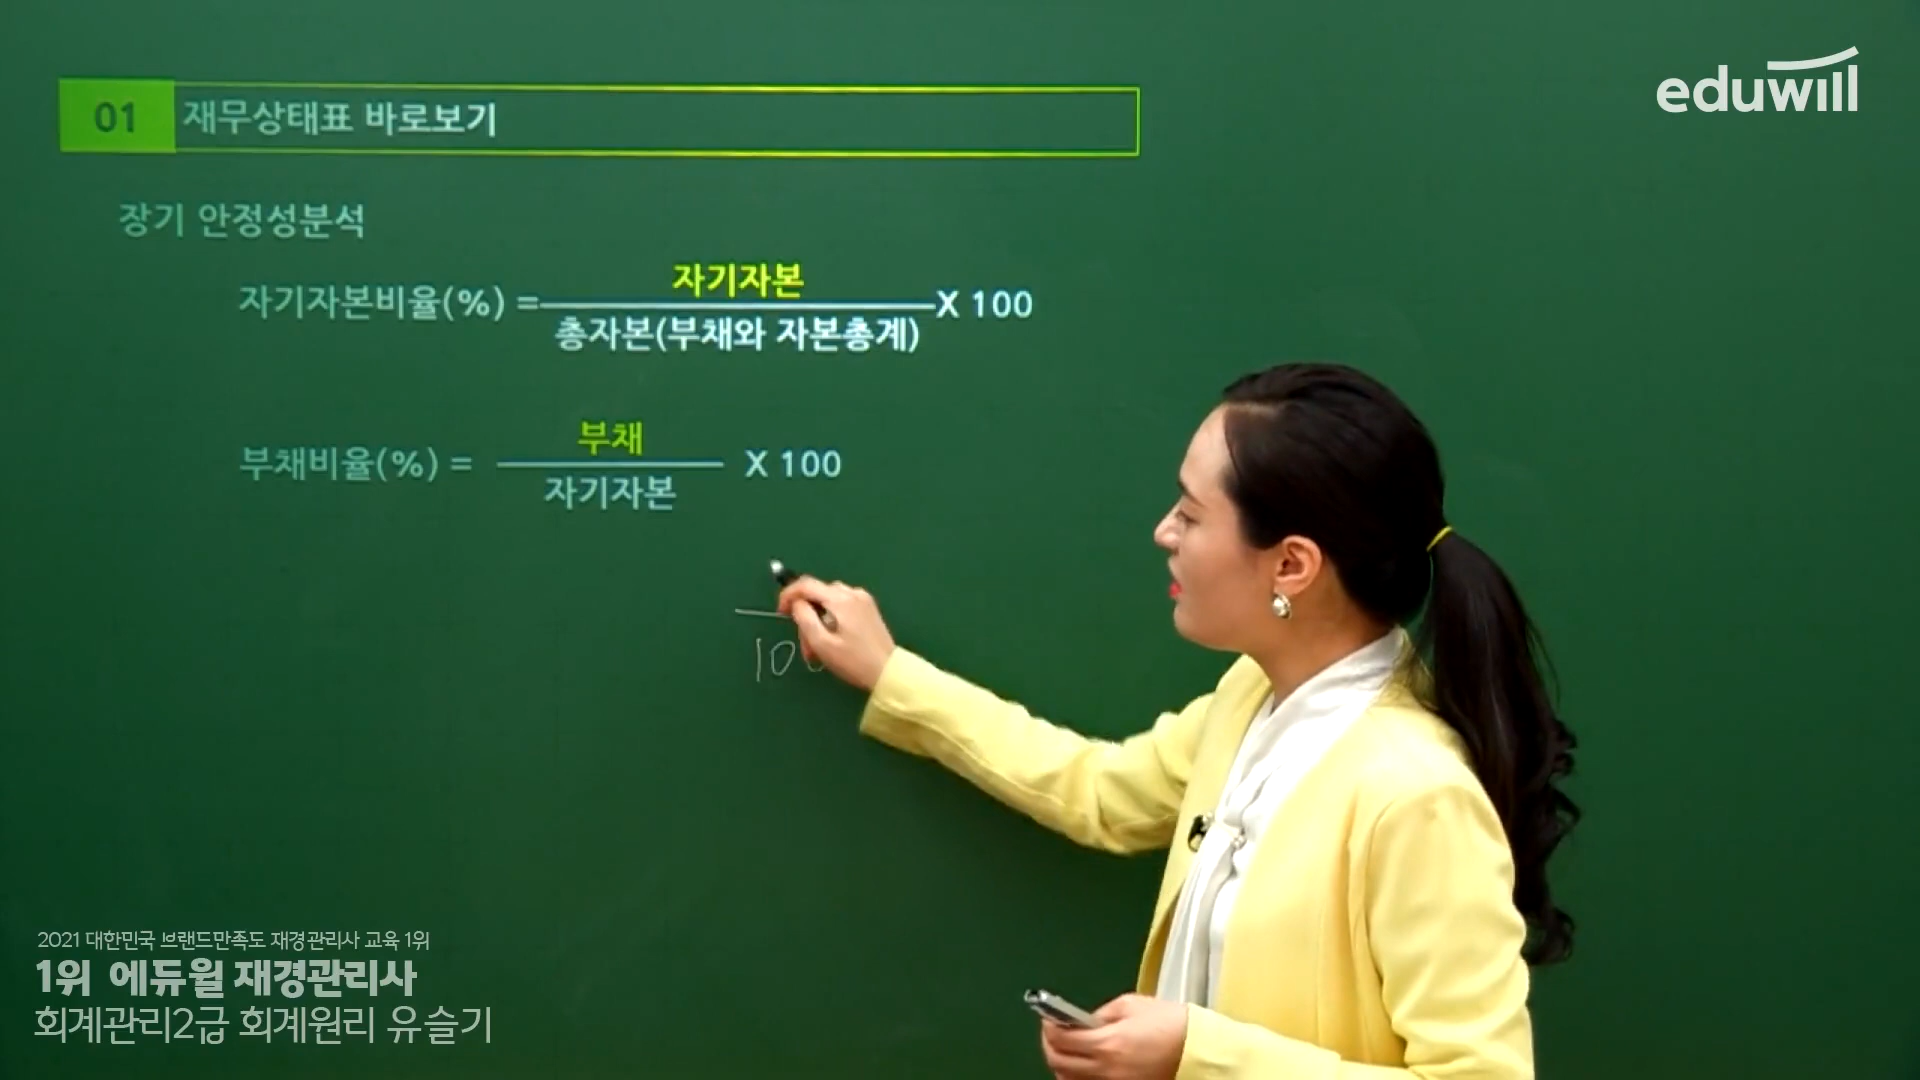 eduwill
01 재무상태표 바로보기
장기 안정성분석
자기자본
자기자본비율(%) = X 100
총자본(부채와 자본총계)
부채
부채비율(%) = X 100
자기자본
2021 대한민국 브랜드만족도 재경관리사 교육 1위
1위 에듀윌 재경관리사
회계관리2급 회계원리 유슬기